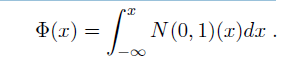 Φ(x) = ∫_{−∞}^{x} N(0, 1)(x)dx .